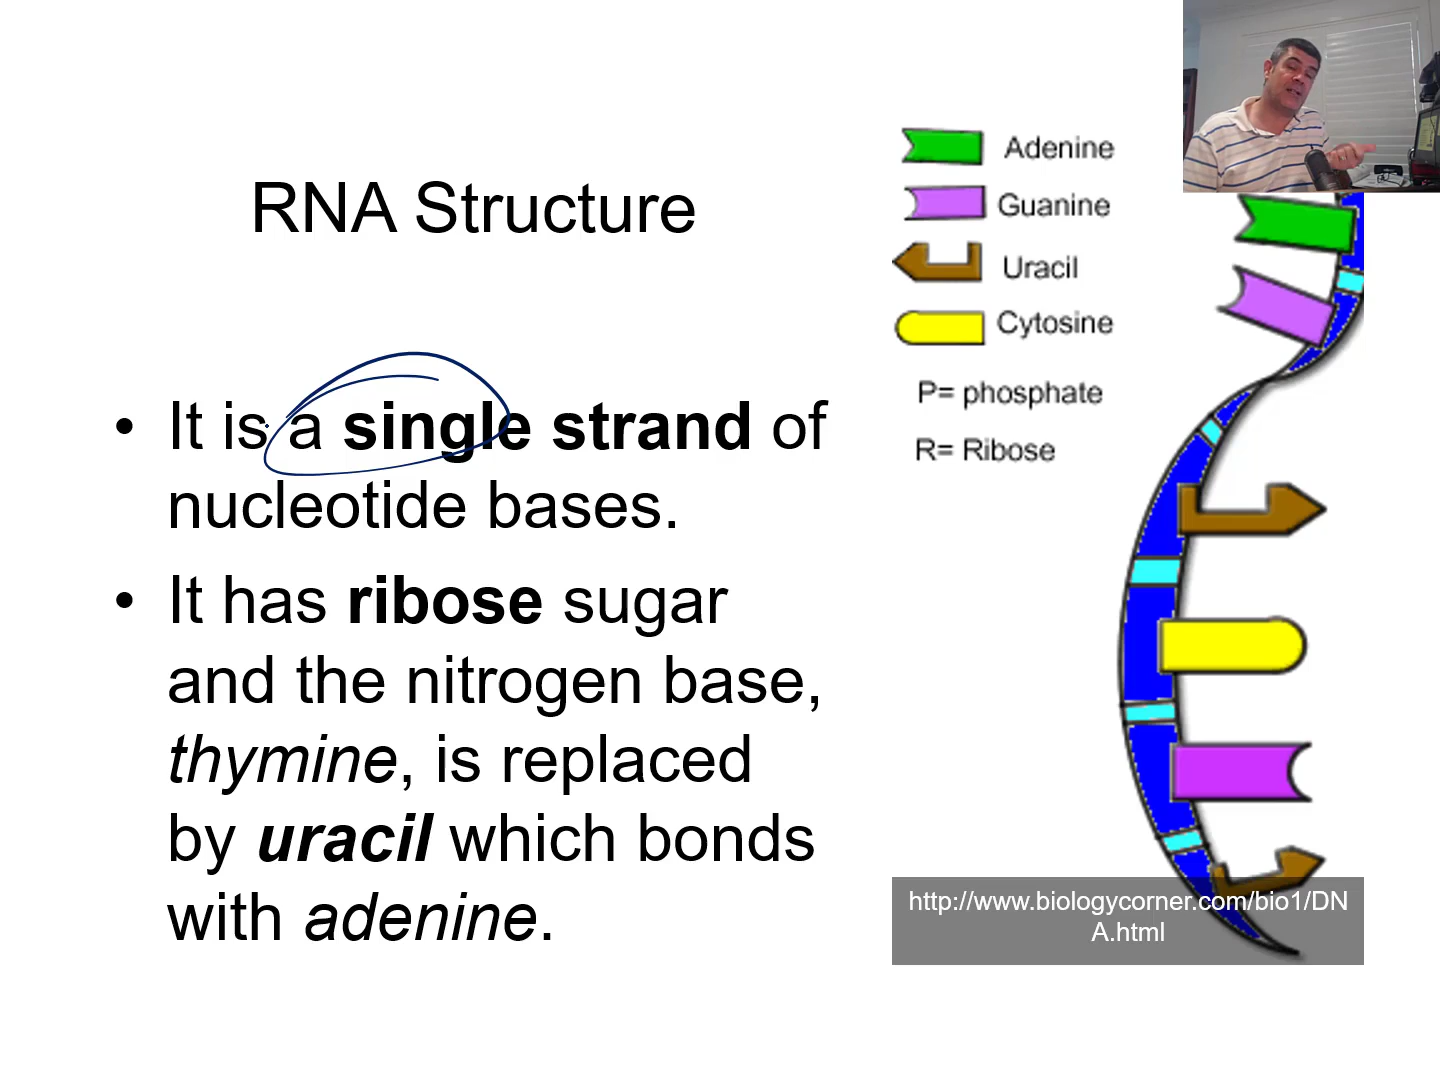 RNA Structure
• It is a single strand of
nucleotide bases.
• It has ribose sugar
and the nitrogen base,
thymine, is replaced
by uracil which bonds
with adenine.
Adenine
Guanine
Uracil
Cytosine
P= phosphate
R= Ribose
http://www.biologycorner.com/bio1/DN
A.html